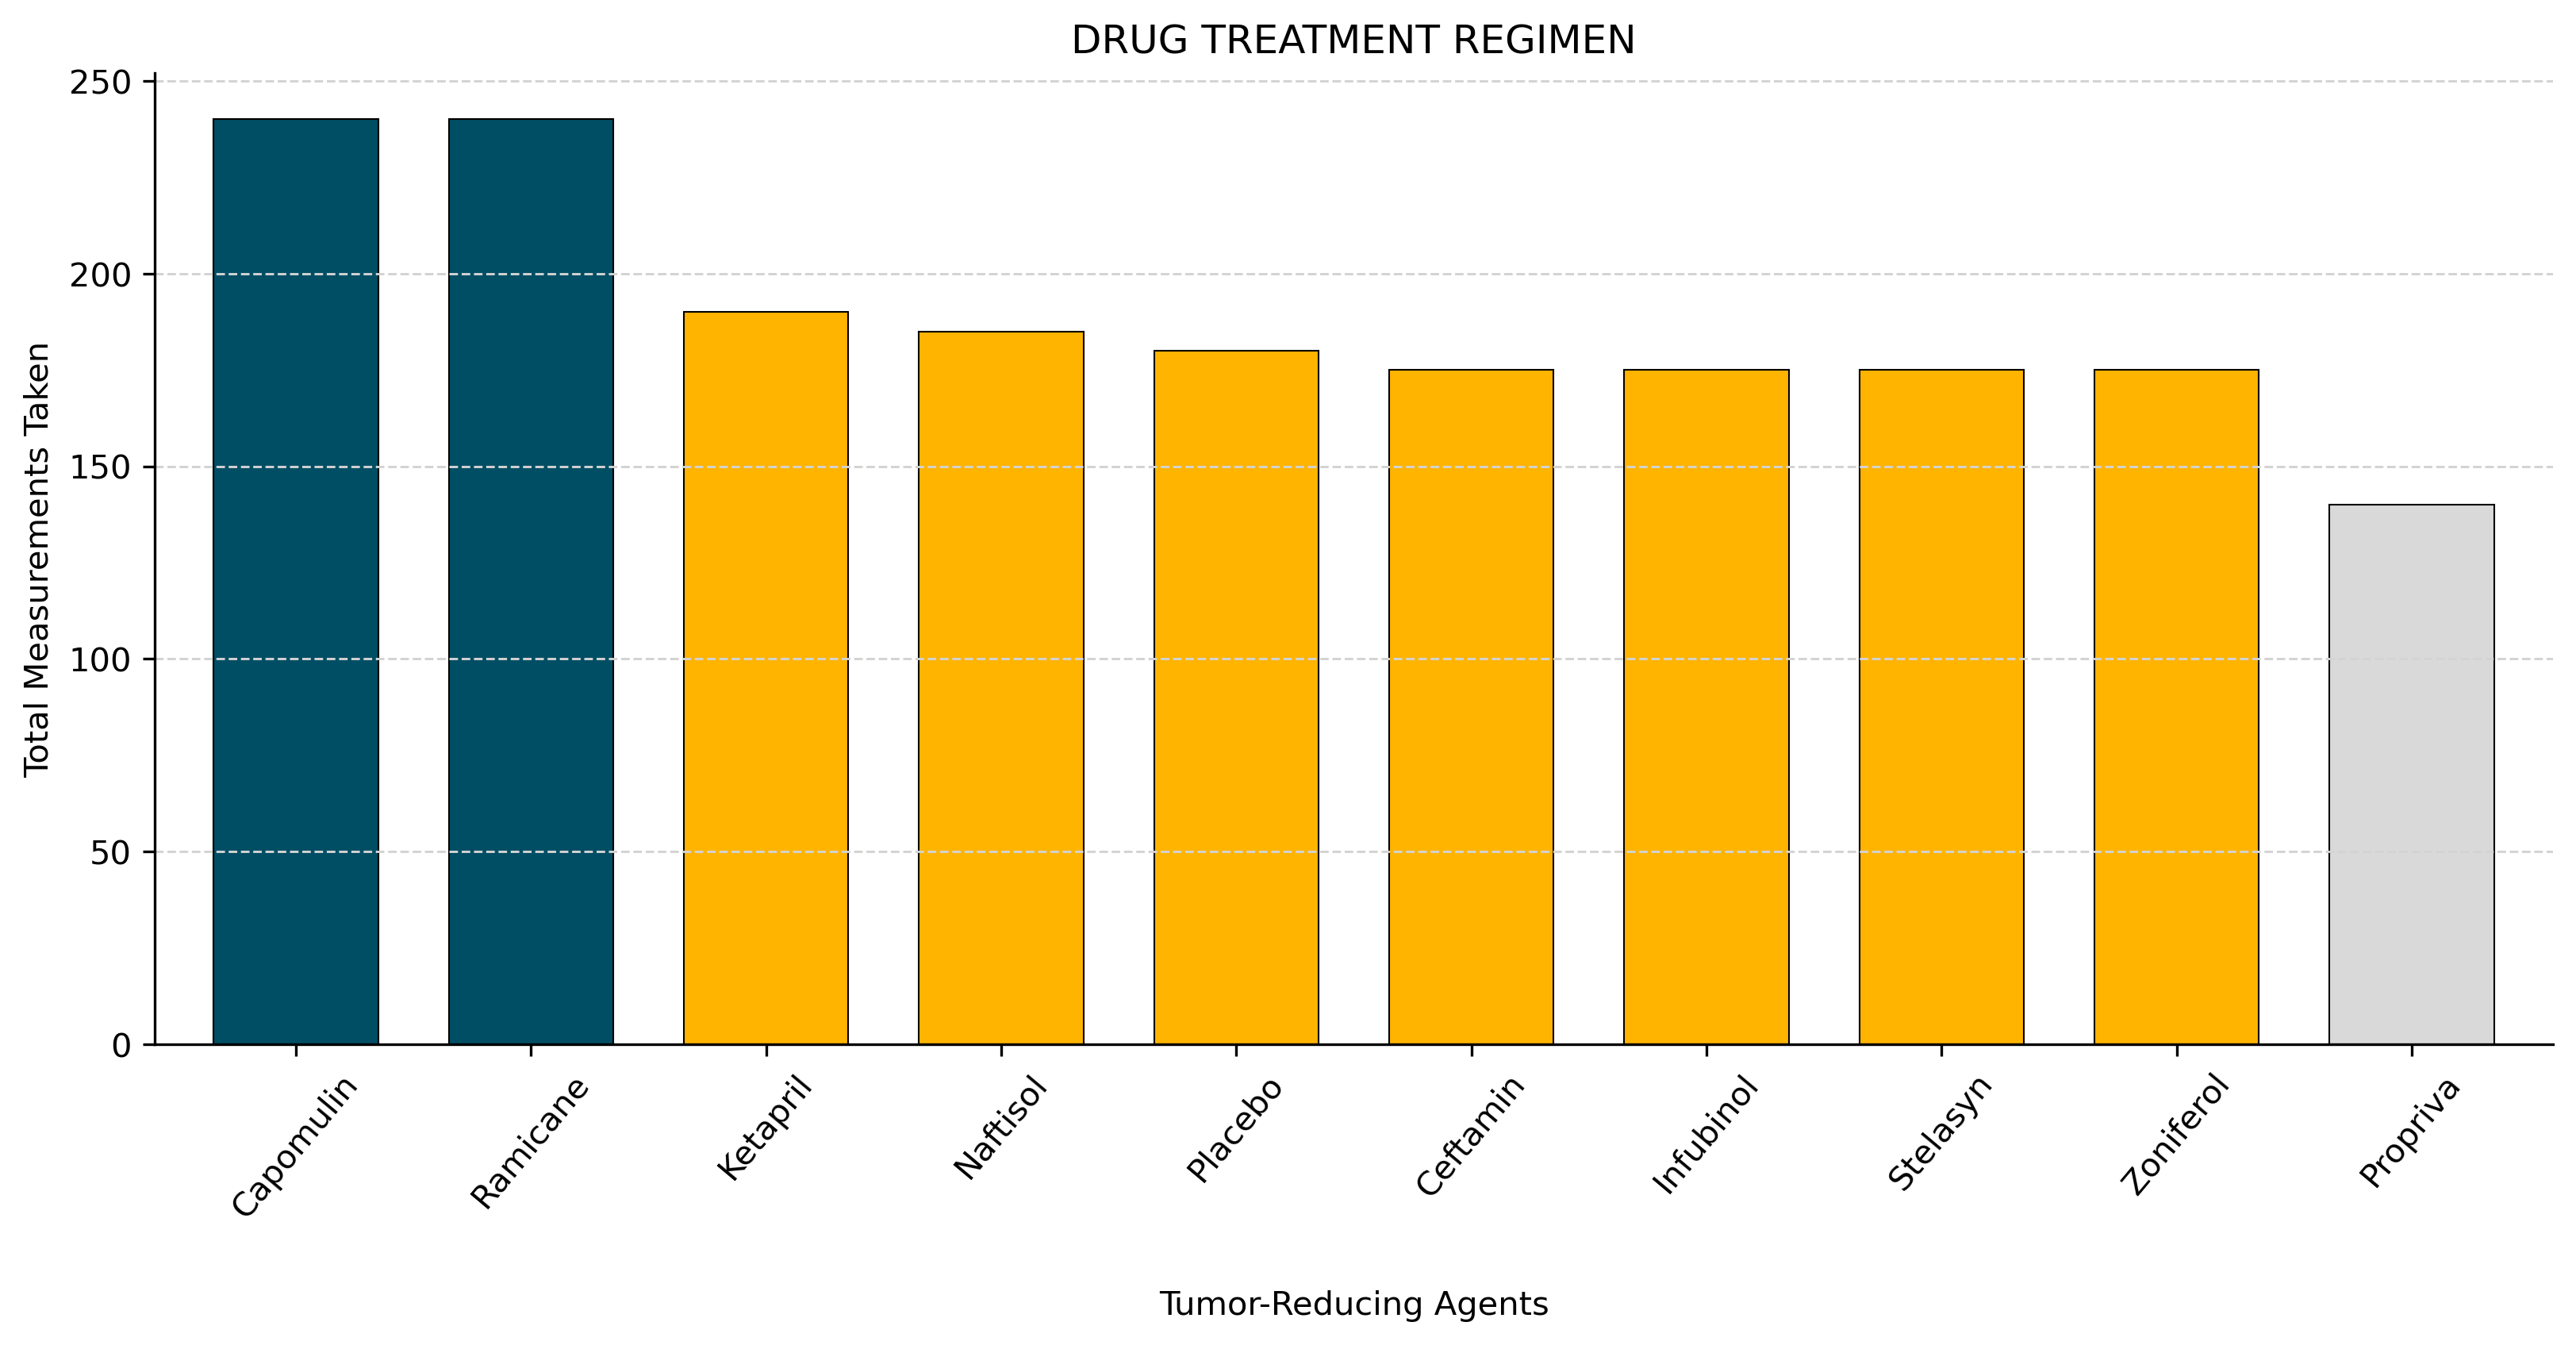 DRUG TREATMENT REGIMEN
Total Measurements Taken
250
200
150
100
50
0
Capomulin
Ramicane
Ketapril
Naftisol
Placebo
Ceftamin
Infubinol
Stelasyn
Zoniferol
Propriva
Tumor-Reducing Agents